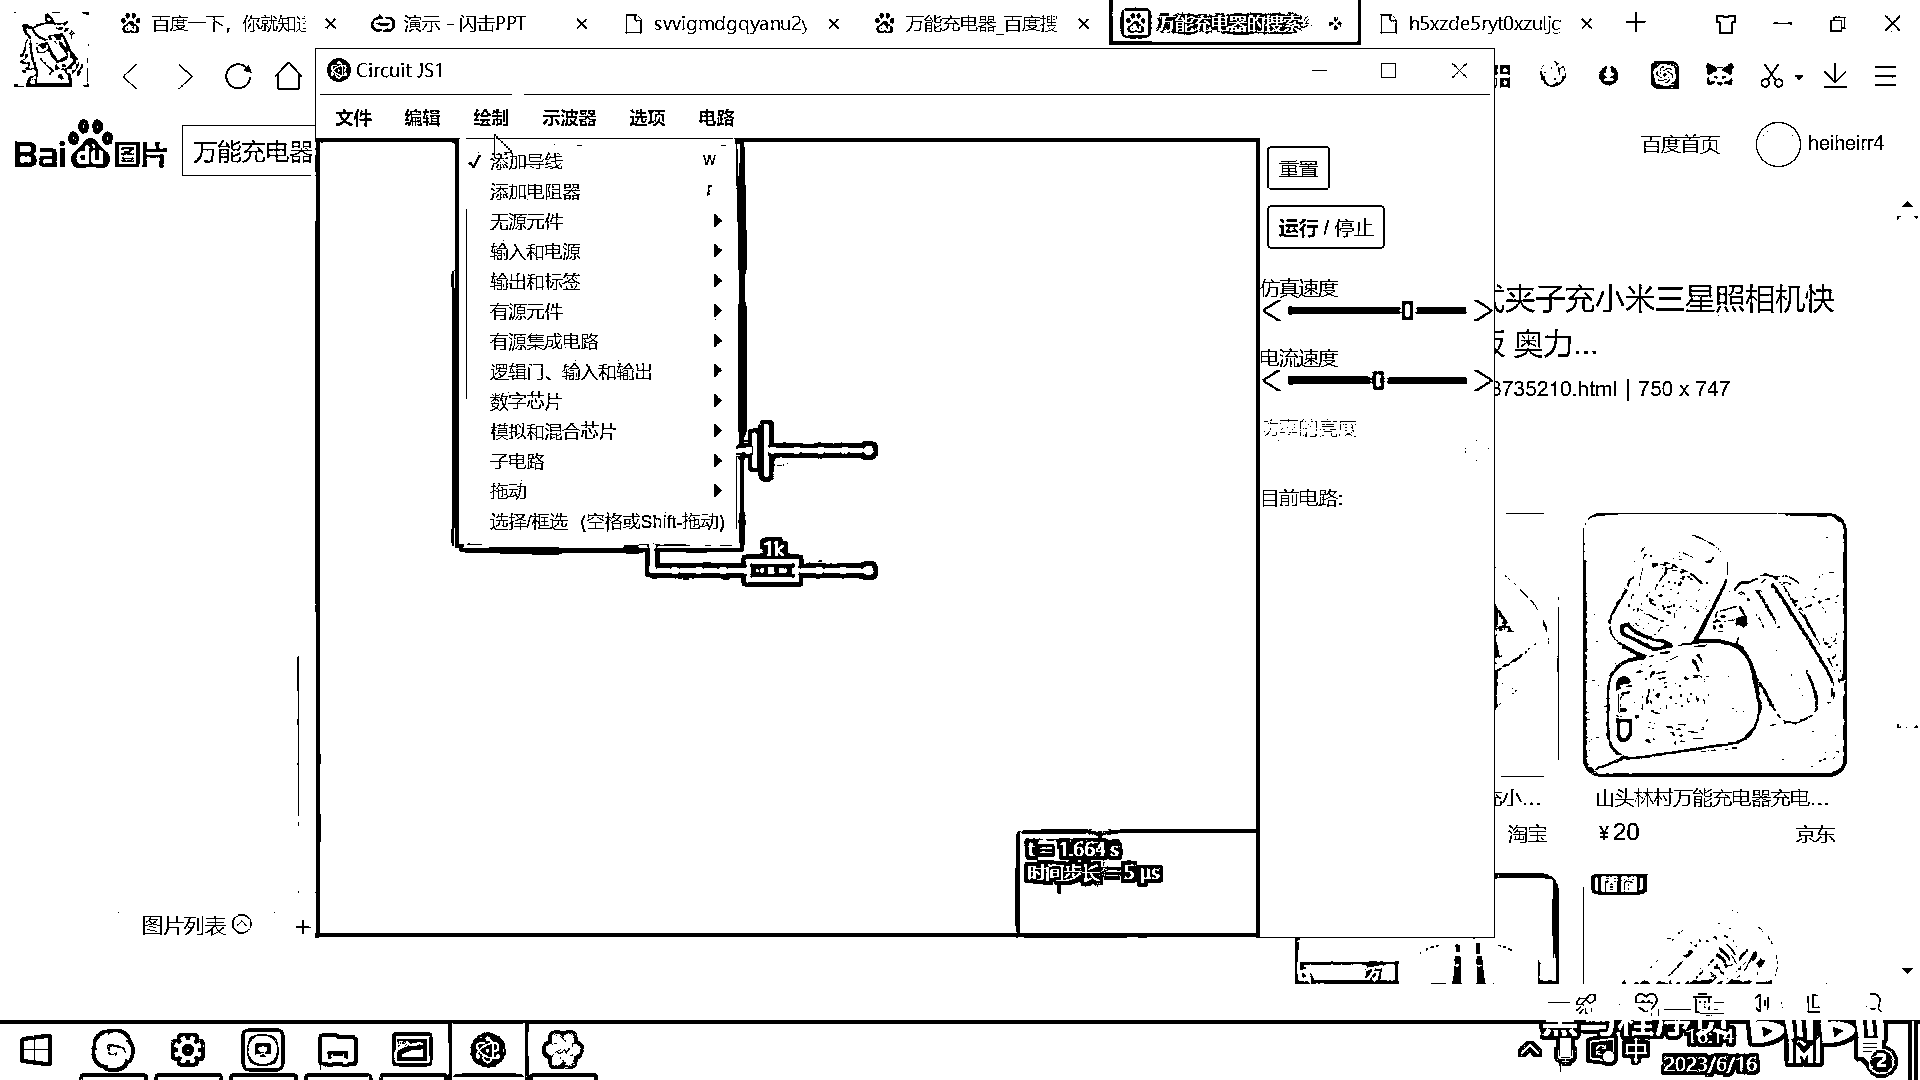 百度一下，你就知道
演示 - 闪击PPT
svvigmdgqyanu2y
万能充电器_百度搜
万能充电器的搜索
h5xzde5ryt0xzuljg
Circuit JS1
文件 编辑 绘制 示波器 选项 电路
Bai du 图片
万能充电器
百度首页
heiheirr4
添加导线 w
添加电阻器 r
无源元件
输入和电源
输出和标签
有源元件
有源集成电路
逻辑门、输入和输出
数字芯片
模拟和混合芯片
子电路
拖动
选择/框选 (空格或Shift-拖动)
重置
运行 / 停止
仿真速度
电流速度
功率的亮度
目前电路:
1k
t = 1.664 s
时间步长 = 5 µs
式夹子充小米三星照相机快
奥力...
3735210.html | 750 x 747
山头林村万能充电器充电...
¥20
京东
充小...
淘宝
图片列表
中
16:14
2023/6/16
2